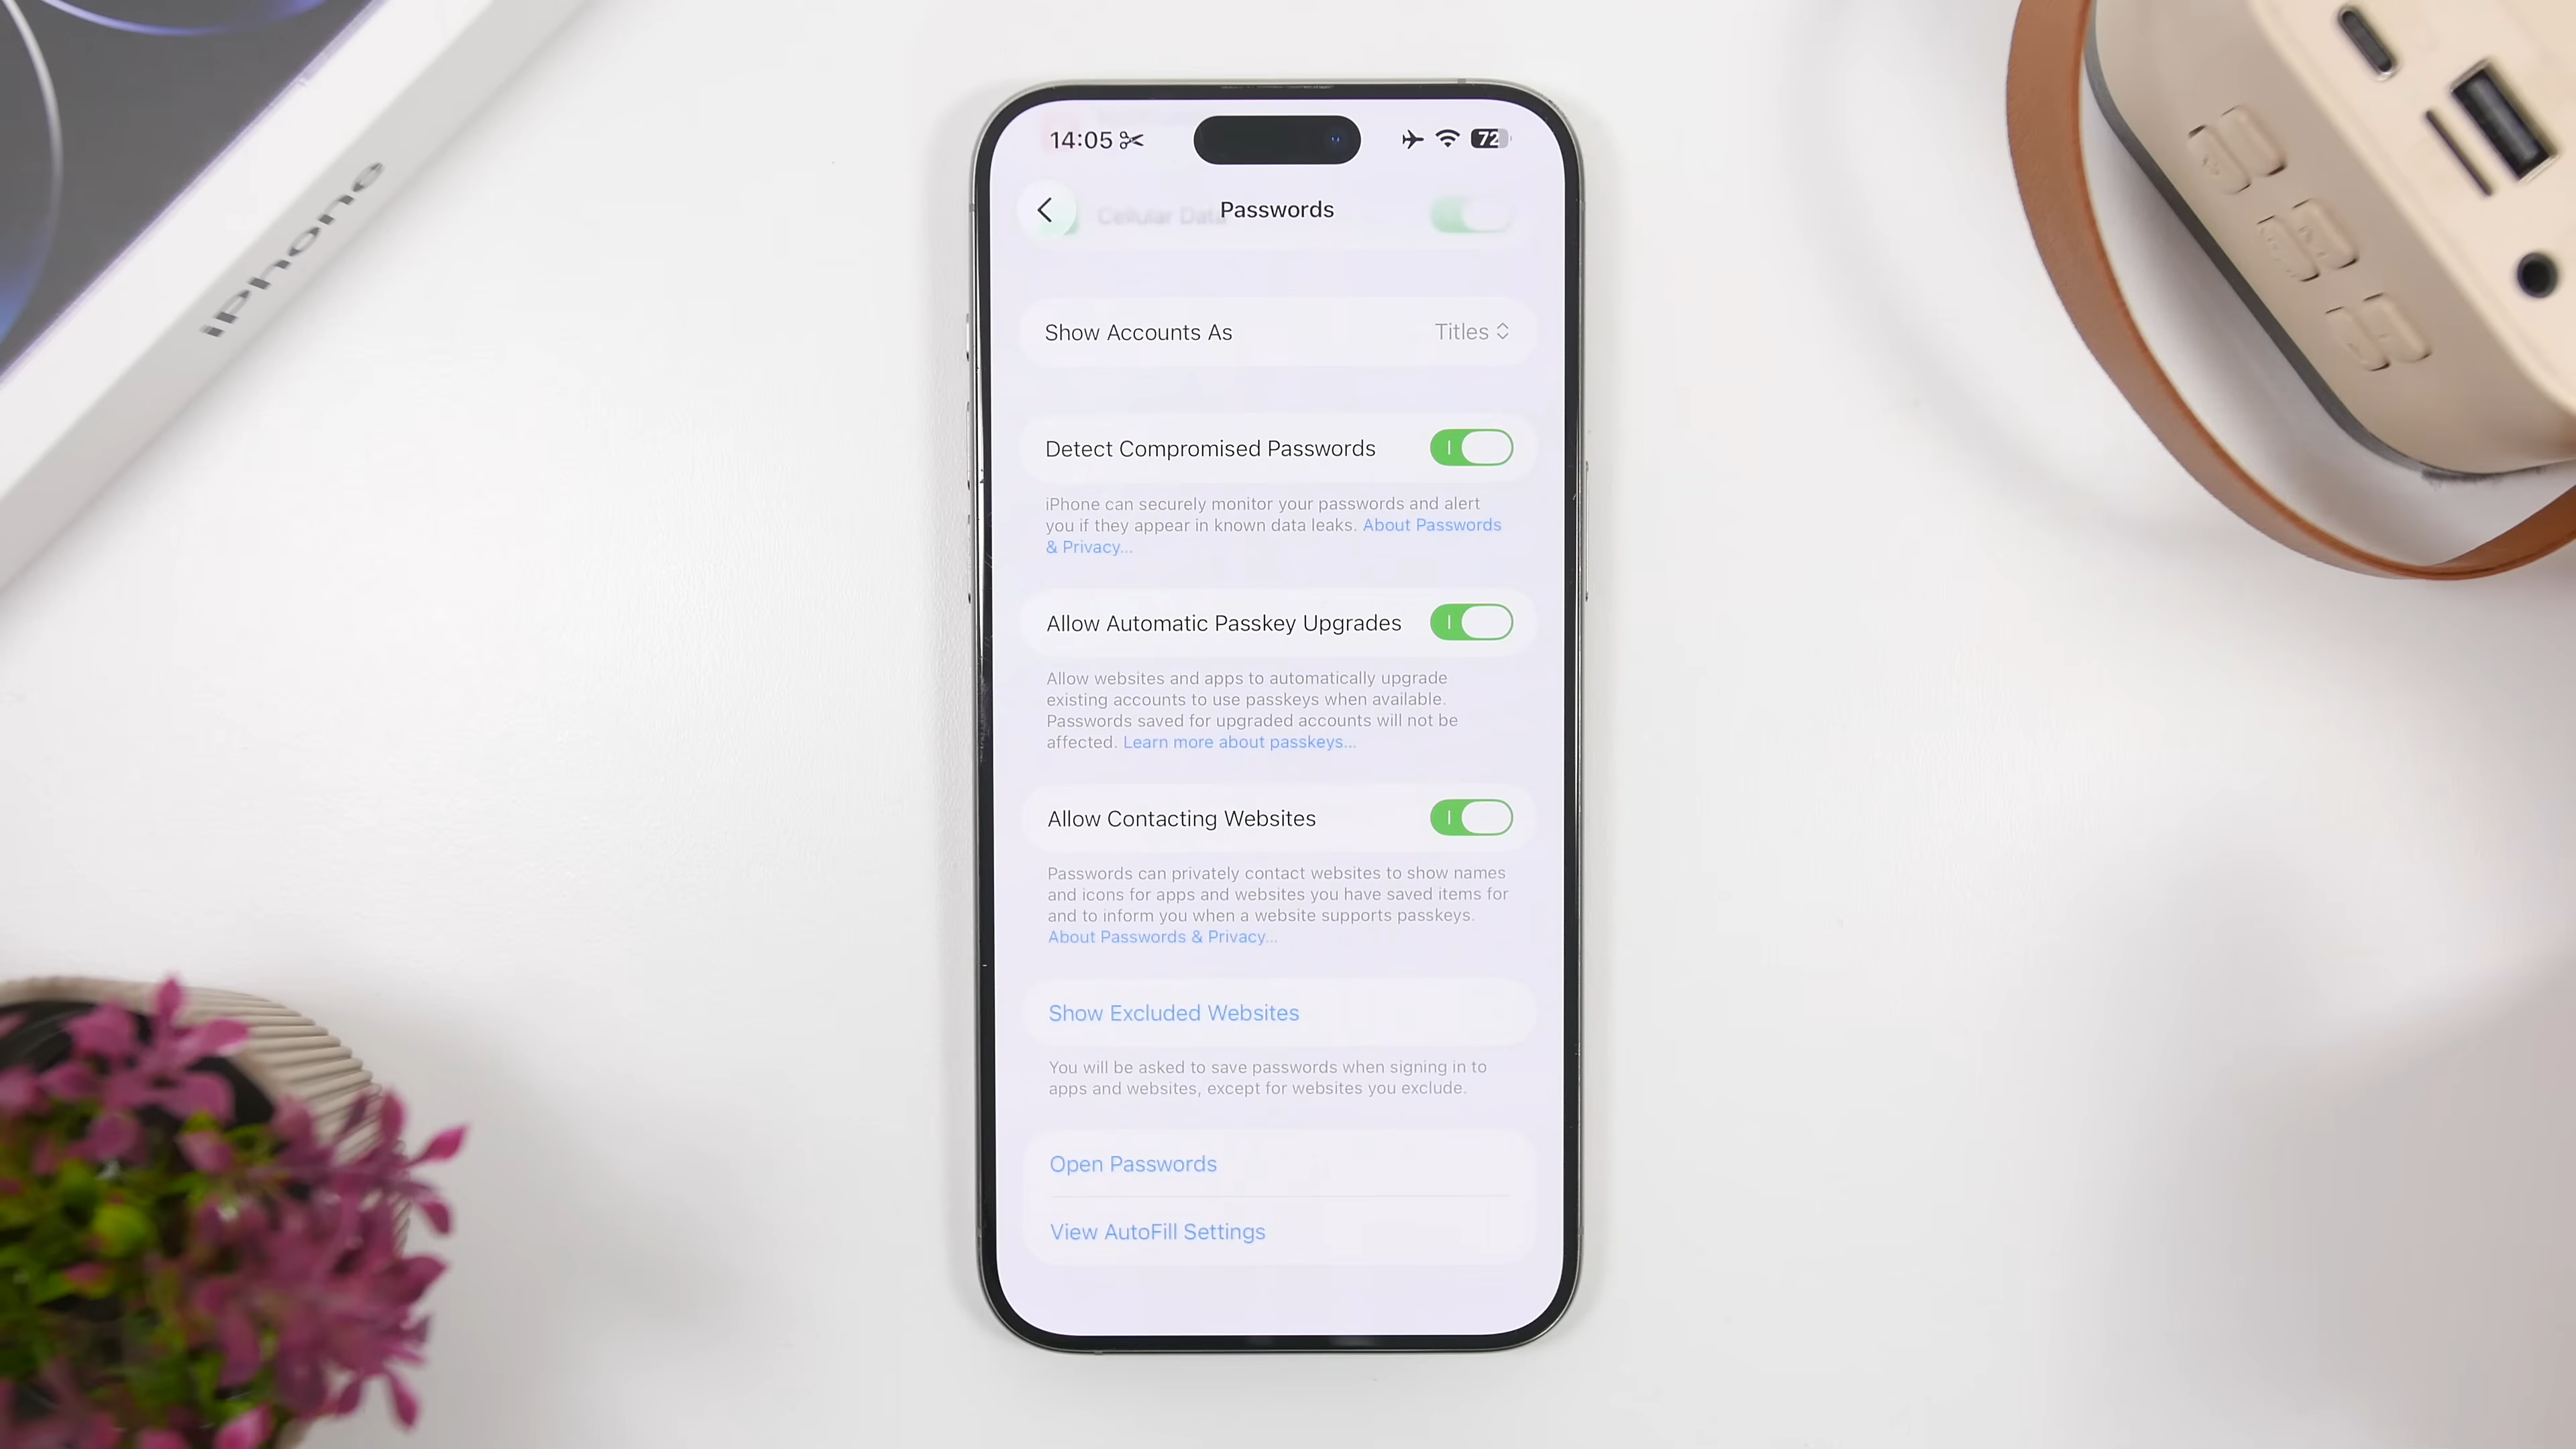 iPhone
14:05
72
Cellular Data
Passwords
Show Accounts As
Titles
Detect Compromised Passwords
iPhone can securely monitor your passwords and alert
you if they appear in known data leaks. About Passwords
& Privacy...
Allow Automatic Passkey Upgrades
Allow websites and apps to automatically upgrade
existing accounts to use passkeys when available.
Passwords saved for upgraded accounts will not be
affected. Learn more about passkeys...
Allow Contacting Websites
Passwords can privately contact websites to show names
and icons for apps and websites you have saved items for
and to inform you when a website supports passkeys.
About Passwords & Privacy...
Show Excluded Websites
You will be asked to save passwords when signing in to
apps and websites, except for websites you exclude.
Open Passwords
View AutoFill Settings